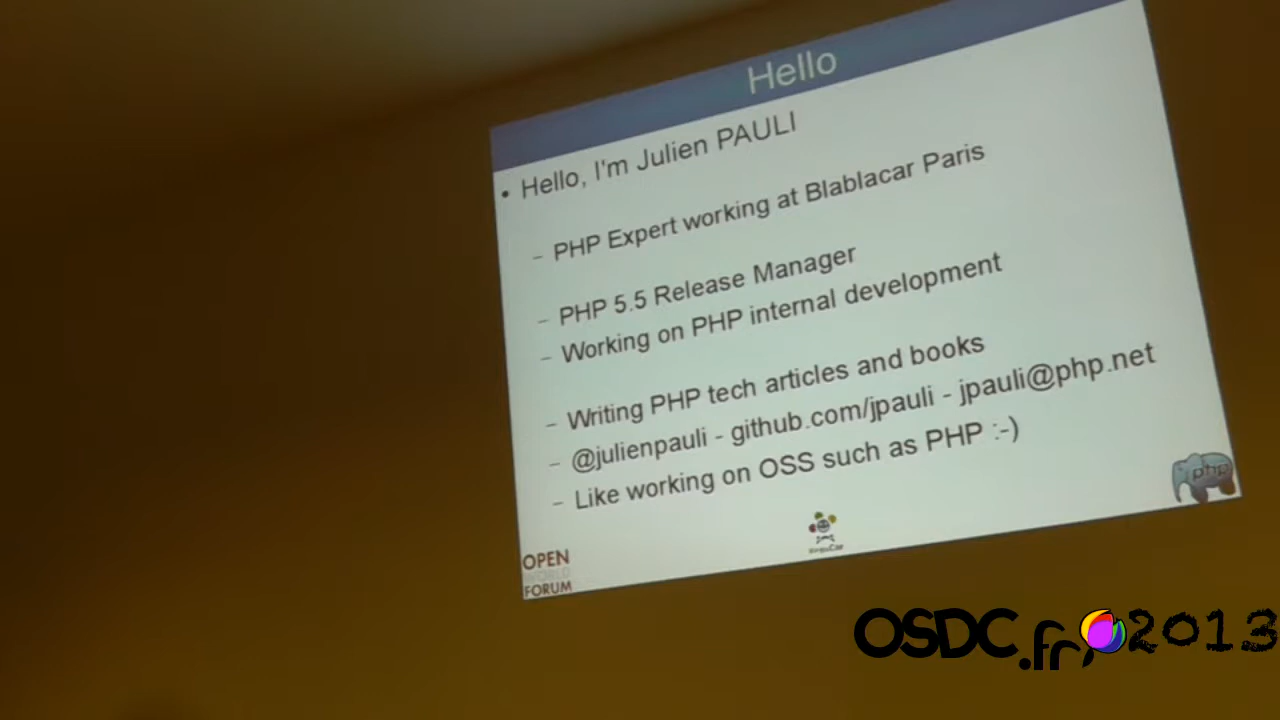 Hello
• Hello, I'm Julien PAULI
– PHP Expert working at Blablacar Paris
– PHP 5.5 Release Manager
– Working on PHP internal development
– Writing PHP tech articles and books
– @julienpauli - github.com/jpauli - jpauli@php.net
– Like working on OSS such as PHP :-)
php
OPEN
WORLD
FORUM
OSDC.fr 2013